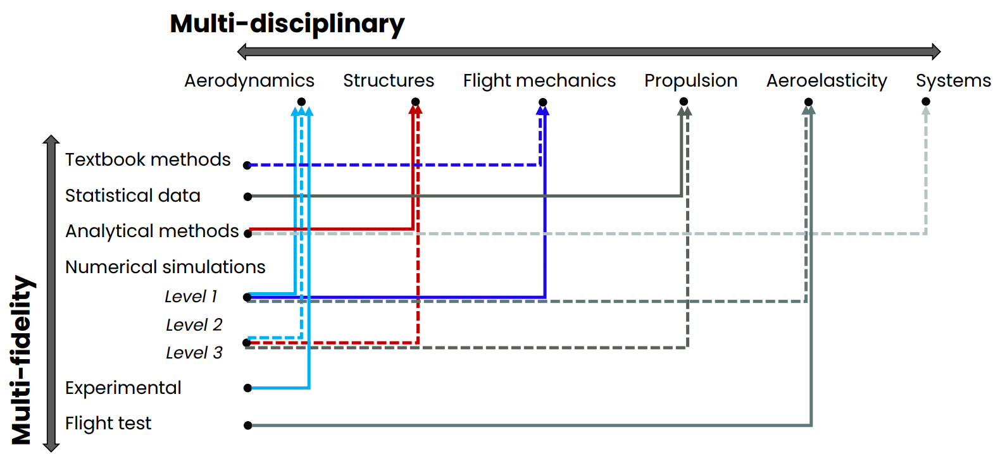 Multi-disciplinary
Aerodynamics Structures Flight mechanics Propulsion Aeroelasticity Systems
Multi-fidelity
Textbook methods
Statistical data
Analytical methods
Numerical simulations
Level 1
Level 2
Level 3
Experimental
Flight test